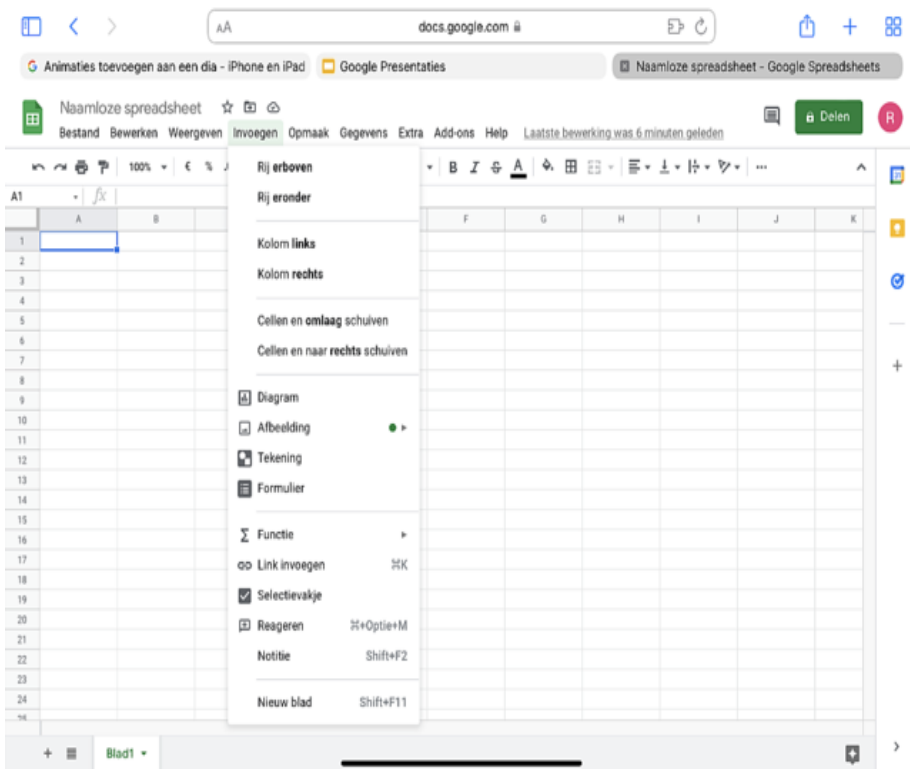 AA docs.google.com
Animaties toevoegen aan een dia - iPhone en iPad Google Presentaties Naamloze spreadsheet - Google Spreadsheets
Naamloze spreadsheet
Delen R
Bestand Bewerken Weergeven Invoegen Opmaak Gegevens Extra Add-ons Help Laatste bewerking was 6 minuten geleden
100% € % B I S A
A1 fx
A B F G H I J K
Rij erboven
Rij eronder
Kolom links
Kolom rechts
Cellen en omlaag schuiven
Cellen en naar rechts schuiven
Diagram
Afbeelding
Tekening
Formulier
Functie
Link invoegen ⌘K
Selectievakje
Reageren ⌘+Optie+M
Notitie Shift+F2
Nieuw blad Shift+F11
1
2
3
4
5
6
7
8
9
10
11
12
13
14
15
16
17
18
19
20
21
22
23
24
Blad1